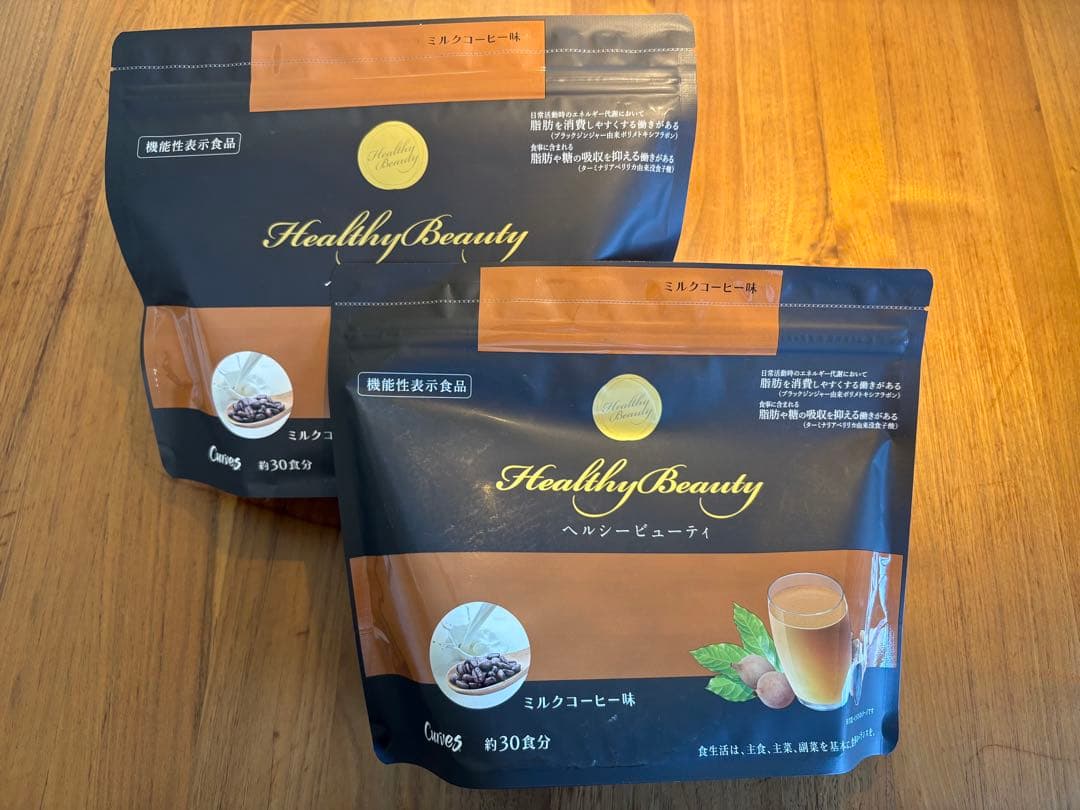 ミルクコーヒー味
機能性表示食品
日常活動時のエネルギー代謝において
脂肪を消費しやすくする働きがある
(ブラックジンジャー由来ポリメトキシフラボン)
食事に含まれる
脂肪や糖の吸収を抑える働きがある
(ターミナリアベリリカ由来没食子酸)
Healthy
Beauty
HealthyBeauty
ミルクコ
Curves
約30食分
ミルクコーヒー味
機能性表示食品
日常活動時のエネルギー代謝において
脂肪を消費しやすくする働きがある
(ブラックジンジャー由来ポリメトキシフラボン)
食事に含まれる
脂肪や糖の吸収を抑える働きがある
(ターミナリアベリリカ由来没食子酸)
Healthy
Beauty
HealthyBeauty
ヘルシービューティ
ミルクコーヒー味
Curves
約30食分
食生活は、主食、主菜、副菜を基本に